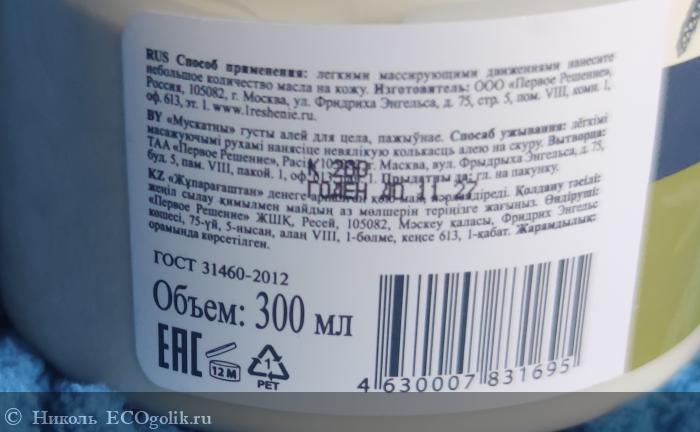 RUS Способ применения: легкими массирующими движениями нанесите
небольшое количество масла на кожу. Изготовитель: ООО «Первое Решение»,
Россия, 105082, г. Москва, ул. Фридриха Энгельса, д. 75, стр. 5, пом. VIII, комн. 1,
оф. 613, эт. 1. www.1reshenie.ru.
BY «Мускатны» густы алей для цела, пажыўнае. Спосаб ужывання: лёгкімі
масажуючымі рухамі нанясіце невялікую колькасць алею на скуру. Вытворца:
ТАА «Первое Решение», Расія, 105082, г. Масква, вул. Фрыдрыха Энгельса, д. 75,
буд. 5, пам. VIII, пакой. 1, оф. 613, Прыдатны да: гл. на пакунку.
К 200
ГОДЕН ДО 11 22
KZ «Жұпарағаштан» денеге арналған қою май, нәрлендіреді. Қолдану тәсілі:
жеңіл сылау қимылмен майдың аз мөлшерін теріңізге жағыңыз. Өндіруші:
«Первое Решение» ЖШҚ, Ресей, 105082, Мәскеу қаласы, Фридрих Энгельс
көшесі, 75-үй, 5-нысан, алаң VIII, 1-бөлме, кеңсе 613, 1-қабат. Жарамдылық:
орамында көрсетілген.
ГОСТ 31460-2012
Объем: 300 мл
EAC
12 M
1
PET
4 630007 831695
© Николь ECOgolik.ru